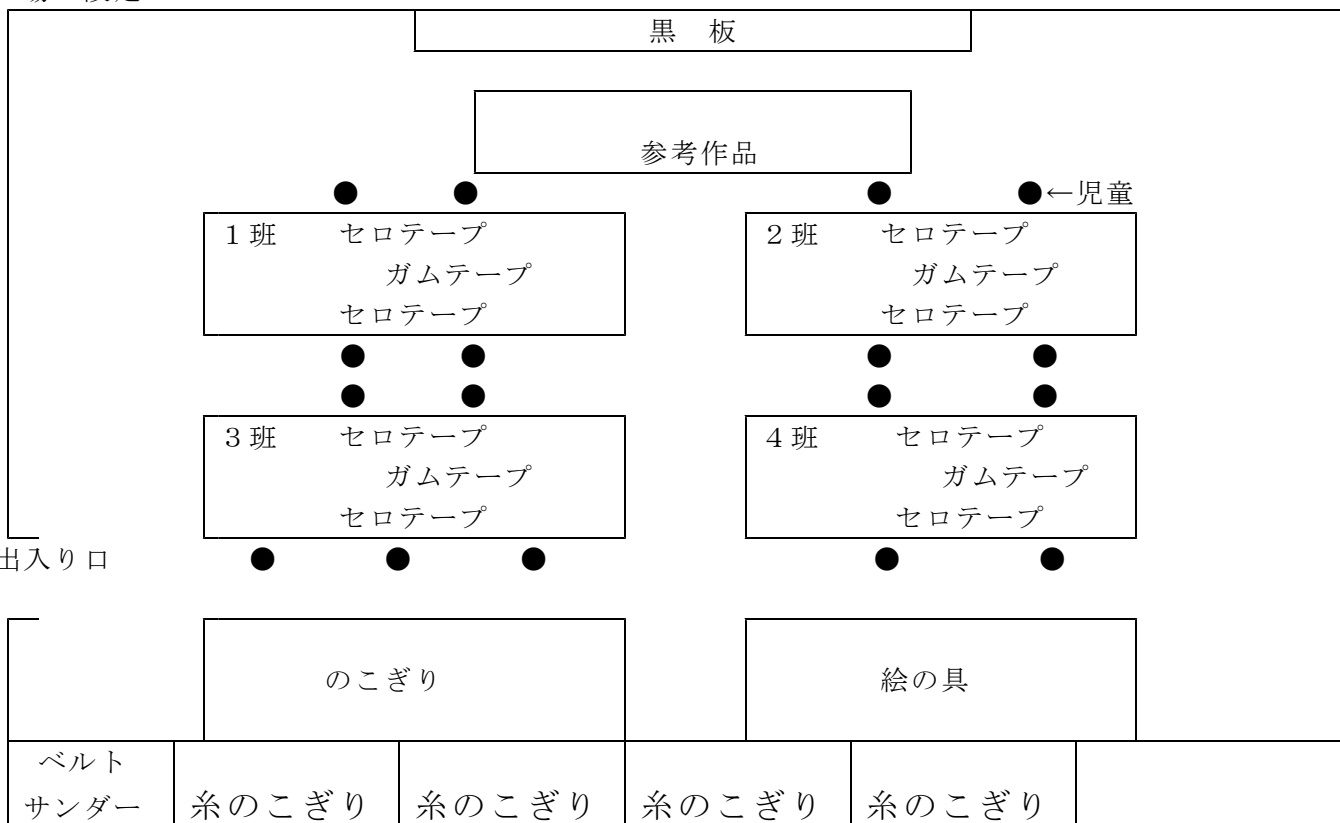 黒 板
参考作品
←児童
1班 セロテープ
ガムテープ
セロテープ
2班 セロテープ
ガムテープ
セロテープ
3班 セロテープ
ガムテープ
セロテープ
4班 セロテープ
ガムテープ
セロテープ
出入り口
のこぎり
絵の具
ベルト
サンダー
糸のこぎり
糸のこぎり
糸のこぎり
糸のこぎり